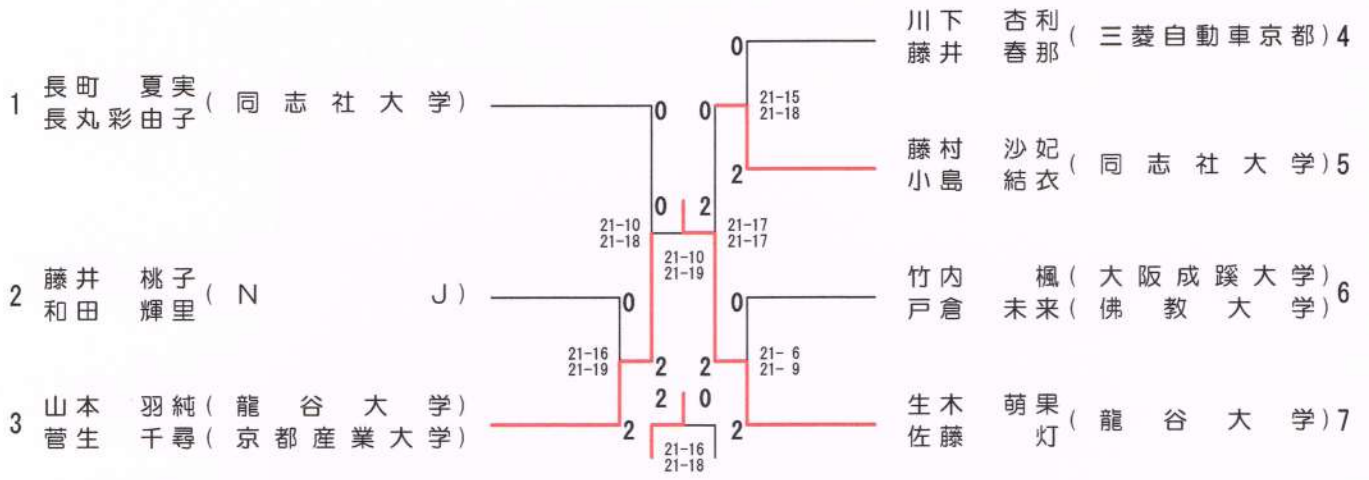 1 長町 夏実 (同志社大学)
長丸彩由子
2 藤井 桃子 (N J)
和田 輝里
3 山本 羽純 (龍谷大学)
菅生 千尋 (京都産業大学)
0
2
21-16
21-19
0
2
21-10
21-18
0 2
21-10
21-19
2 0
21-16
21-18
0
2
21-17
21-17
0
2
21-15
21-18
0
2
21- 6
21- 9
川下 杏利 (三菱自動車京都) 4
藤井 春那
藤村 沙妃 (同志社大学) 5
小島 結衣
竹内 楓 (大阪成蹊大学) 6
戸倉 未来 (佛教大学)
生木 萌果 (龍谷大学) 7
佐藤 灯